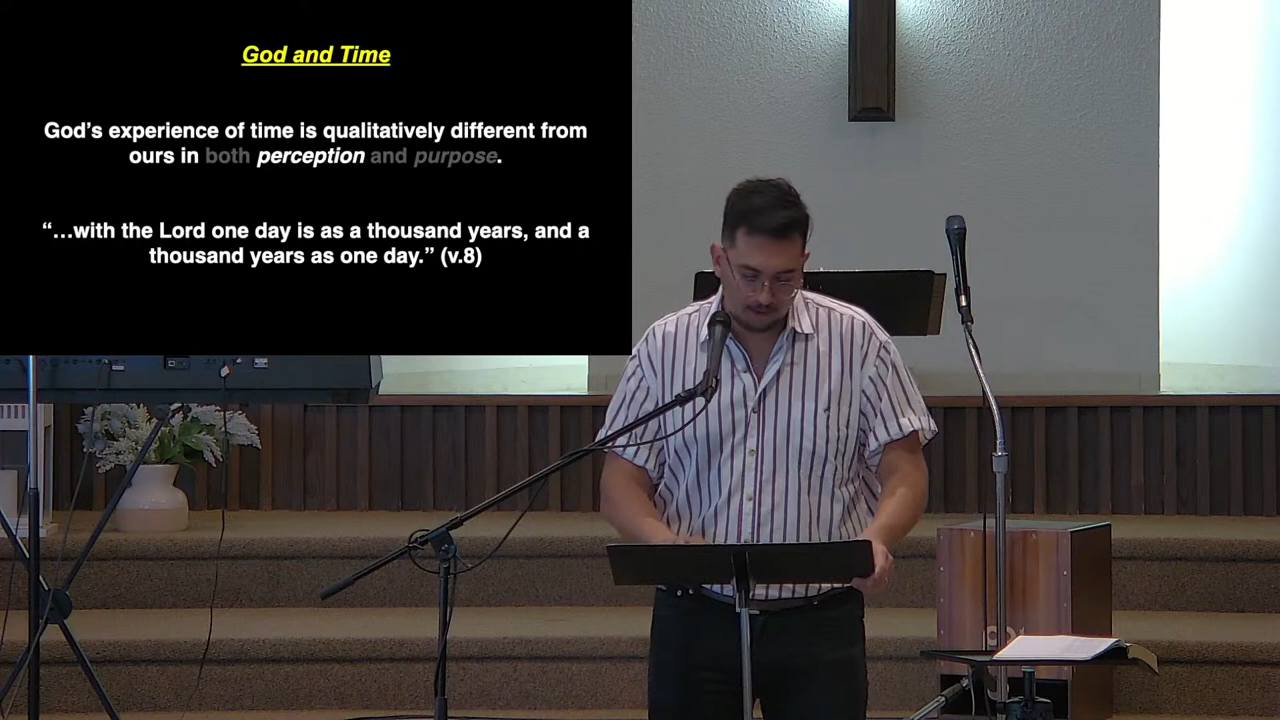 God and Time
God’s experience of time is qualitatively different from
ours in both perception and purpose.
“…with the Lord one day is as a thousand years, and a
thousand years as one day.” (v.8)